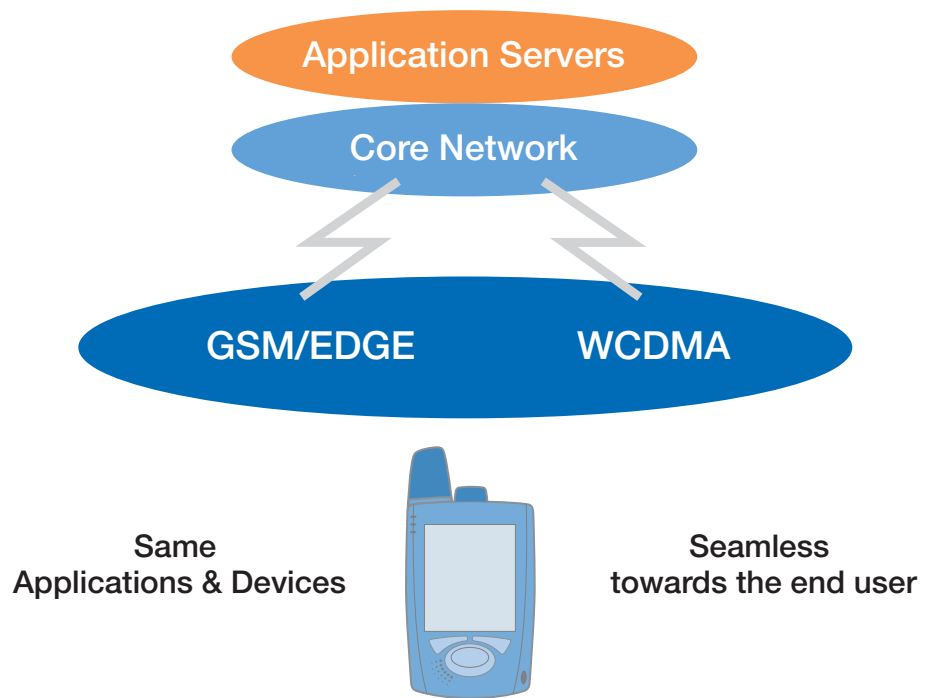 Application Servers
Core Network
GSM/EDGE
WCDMA
Same
Applications & Devices
Seamless
towards the end user